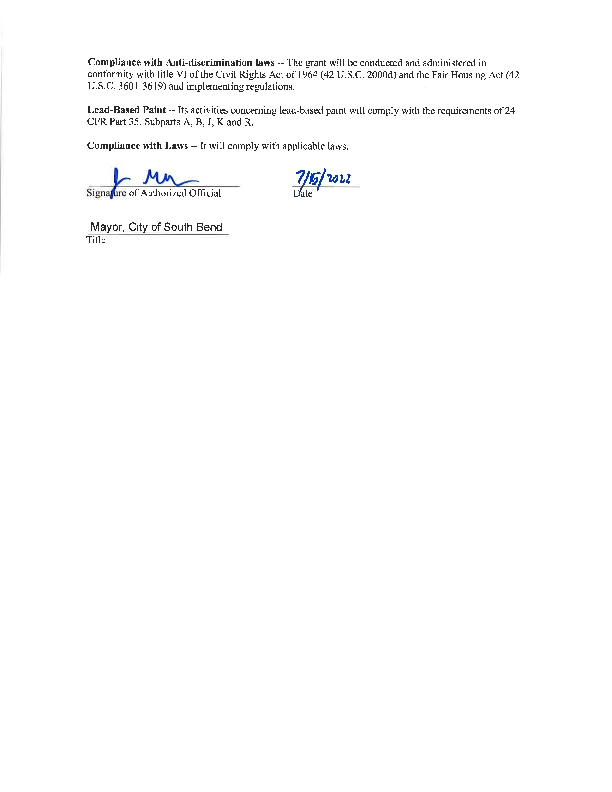 Compliance with Anti-discrimination laws -- The grant will be conducted and administered in
conformity with title VI of the Civil Rights Act of 1964 (42 U.S.C. 2000d) and the Fair Housing Act (42
U.S.C. 3601-3619) and implementing regulations.
Lead-Based Paint -- Its activities concerning lead-based paint will comply with the requirements of 24
CFR Part 35, Subparts A, B, J, K and R.
Compliance with Laws -- It will comply with applicable laws.
7/15/2022
Signature of Authorized Official Date
Mayor, City of South Bend
Title